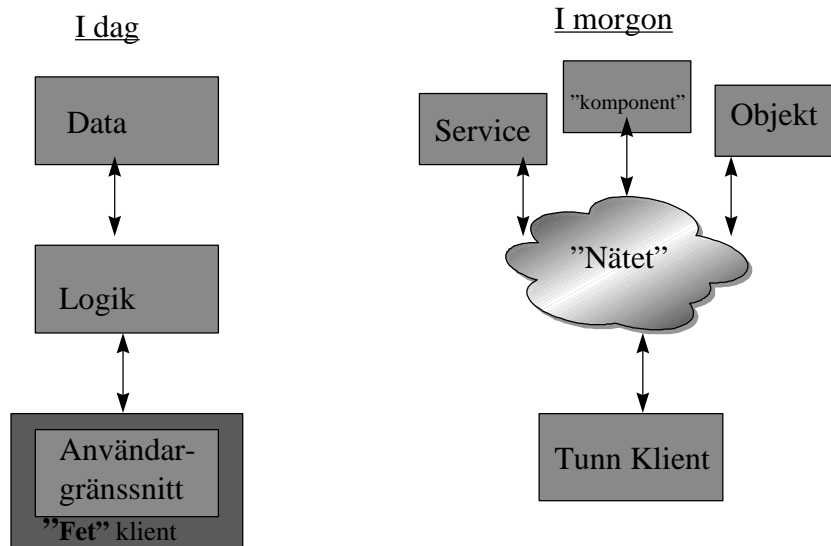 I dag
Data
Logik
Användar-
gränssnitt
”Fet” klient
I morgon
”komponent”
Service
Objekt
”Nätet”
Tunn Klient